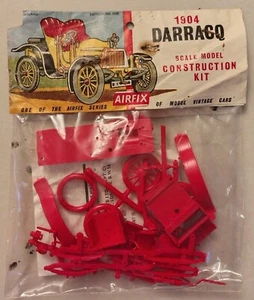 1904
DARRACQ
SCALE MODEL
CONSTRUCTION
KIT
ONE OF THE AIRFIX SERIES
AIRFIX
OF MODEL VINTAGE CARS